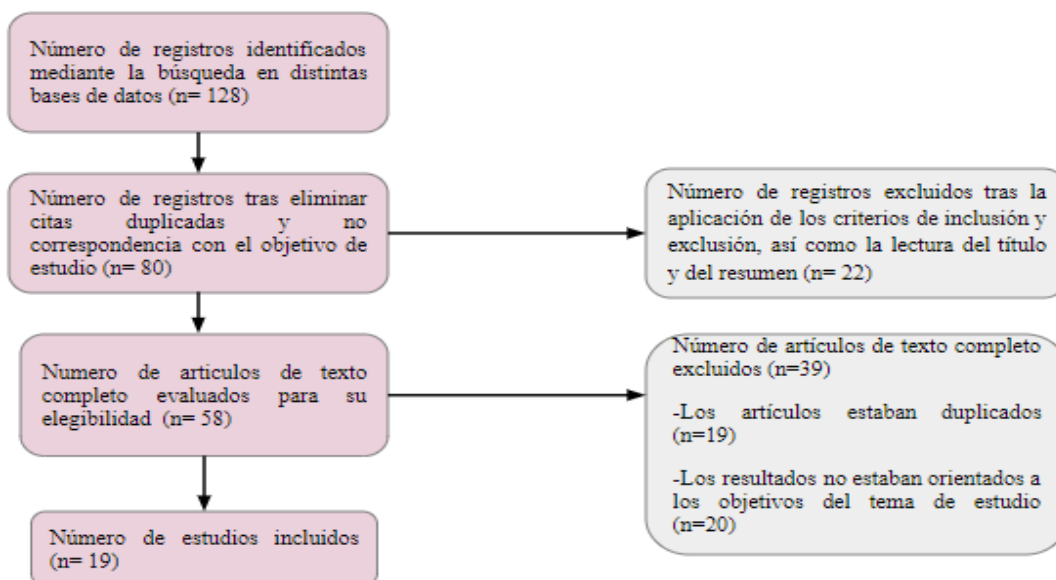 Número de registros identificados
mediante la búsqueda en distintas
bases de datos (n= 128)
Número de registros tras eliminar
citas duplicadas y no
correspondencia con el objetivo de
estudio (n= 80)
Número de registros excluidos tras la
aplicación de los criterios de inclusión y
exclusión, así como la lectura del título
y del resumen (n= 22)
Numero de articulos de texto
completo evaluados para su
elegibilidad (n= 58)
Número de artículos de texto completo
excluidos (n=39)
-Los artículos estaban duplicados
(n=19)
-Los resultados no estaban orientados a
los objetivos del tema de estudio
(n=20)
Número de estudios incluidos
(n= 19)